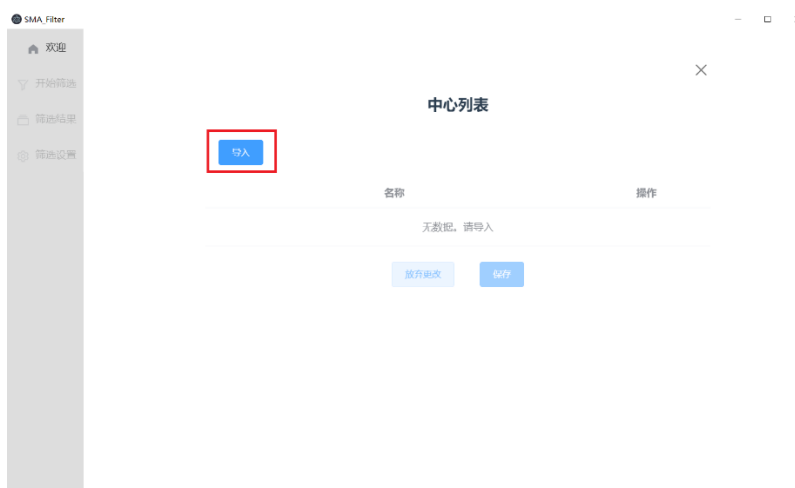 SMA_Filter
欢迎
开始筛选
筛选结果
筛选设置
中心列表
导入
名称 操作
无数据，请导入
放弃更改 保存